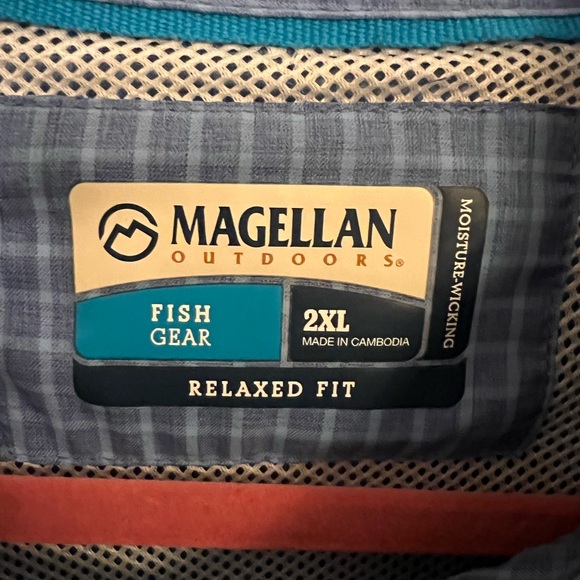 MAGELLAN
OUTDOORS®
MOISTURE-WICKING
FISH
GEAR
2XL
MADE IN CAMBODIA
RELAXED FIT